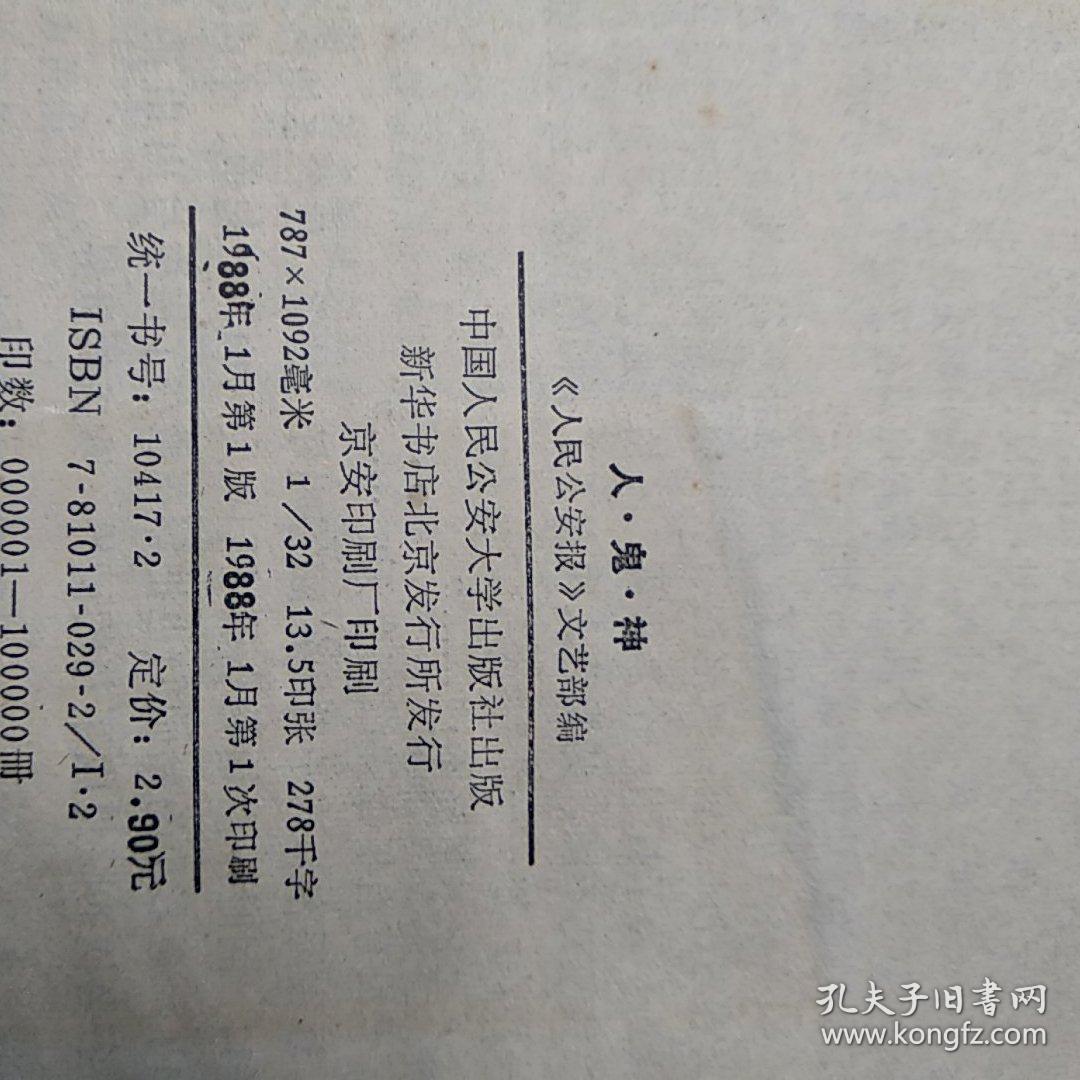 人·鬼·神
《人民公安报》文艺部编
中国人民公安大学出版社出版
新华书店北京发行所发行
京安印刷厂印刷
787×1092毫米 1/32 13.5印张 278千字
1988年1月第1版 1988年1月第1次印刷
统一书号：10417·2 定价：2.90元
ISBN 7-81011-029-2/I·2
印数：000001—100000册
孔夫子旧書网
www.kongfz.com